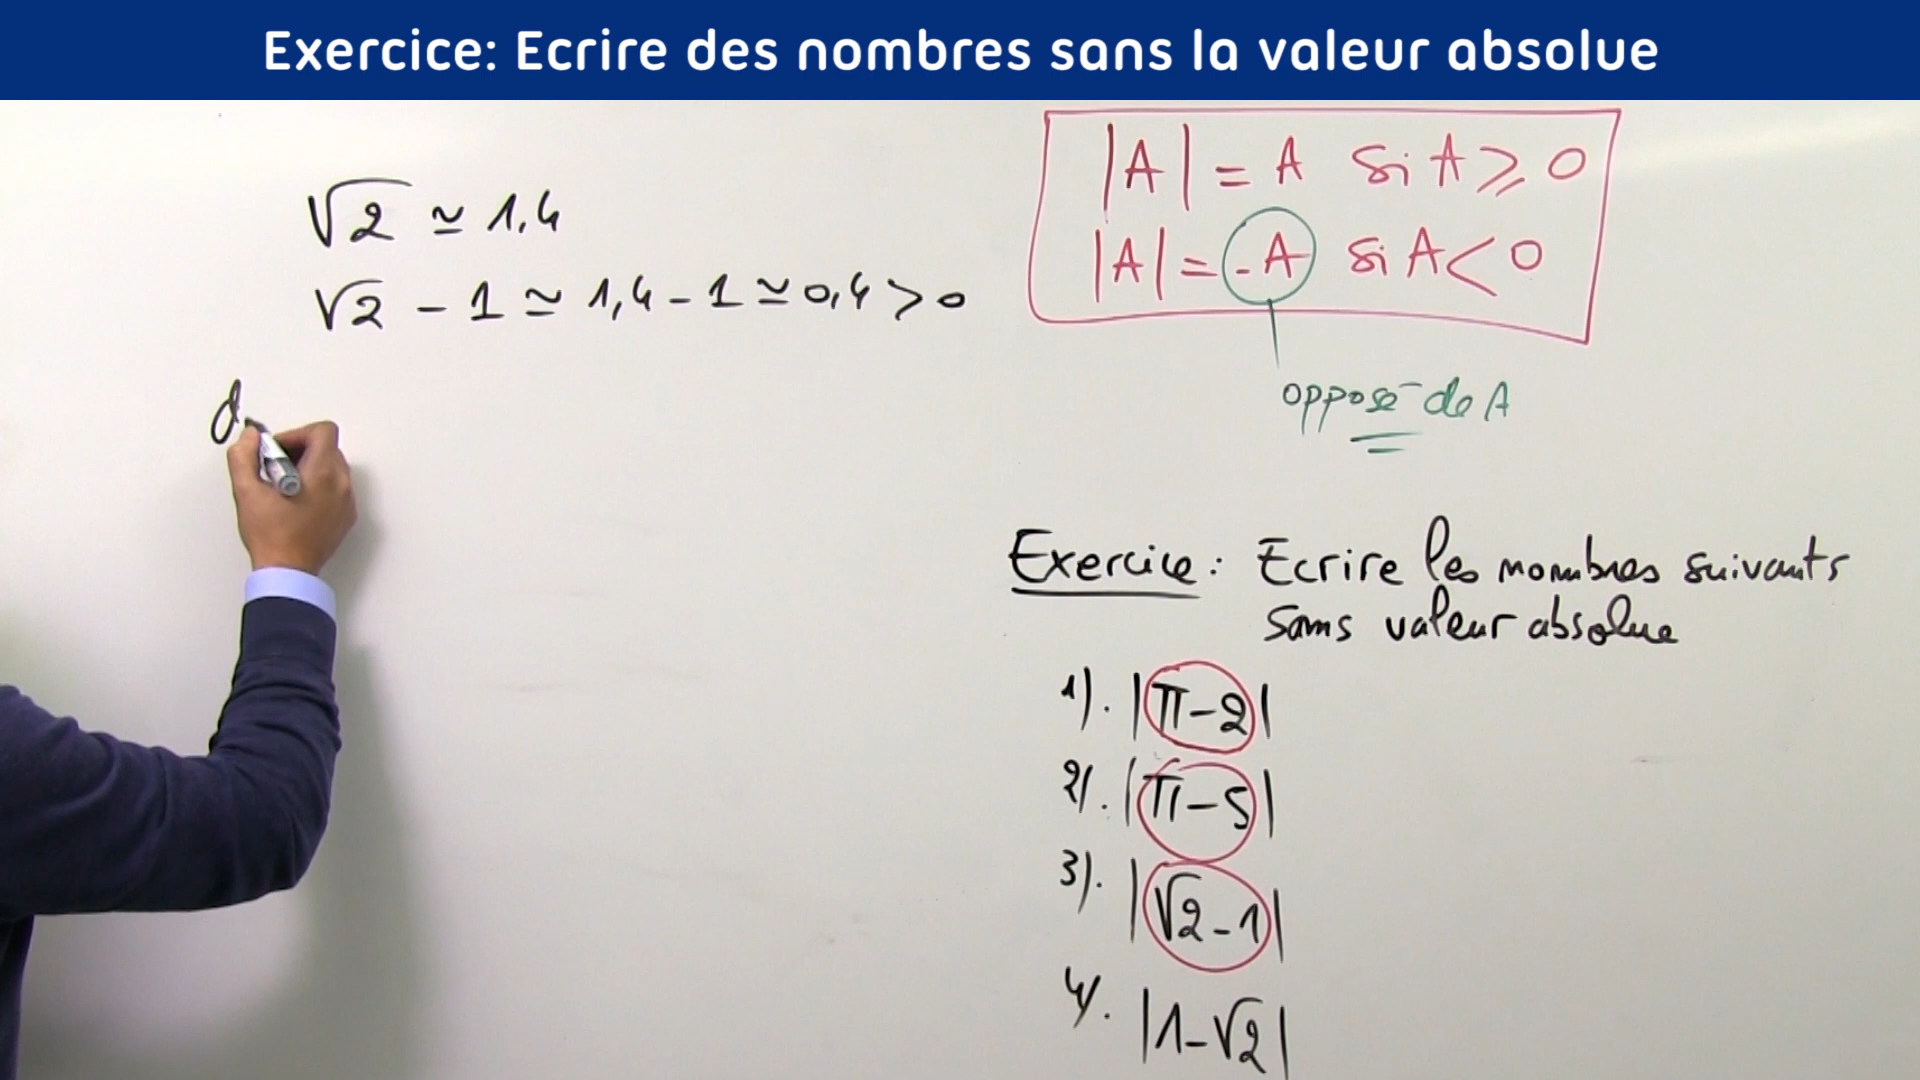 Exercice: Ecrire des nombres sans la valeur absolue
√2 ≃ 1,4
√2 - 1 ≃ 1,4 - 1 ≃ 0,4 > 0
d
|A| = A si A ⩾ 0
|A| = -A si A < 0
opposé de A
Exercice : Ecrire les nombres suivants
sans valeur absolue
1). |π-2|
2). |π-5|
3). |√2-1|
4). |1-√2|